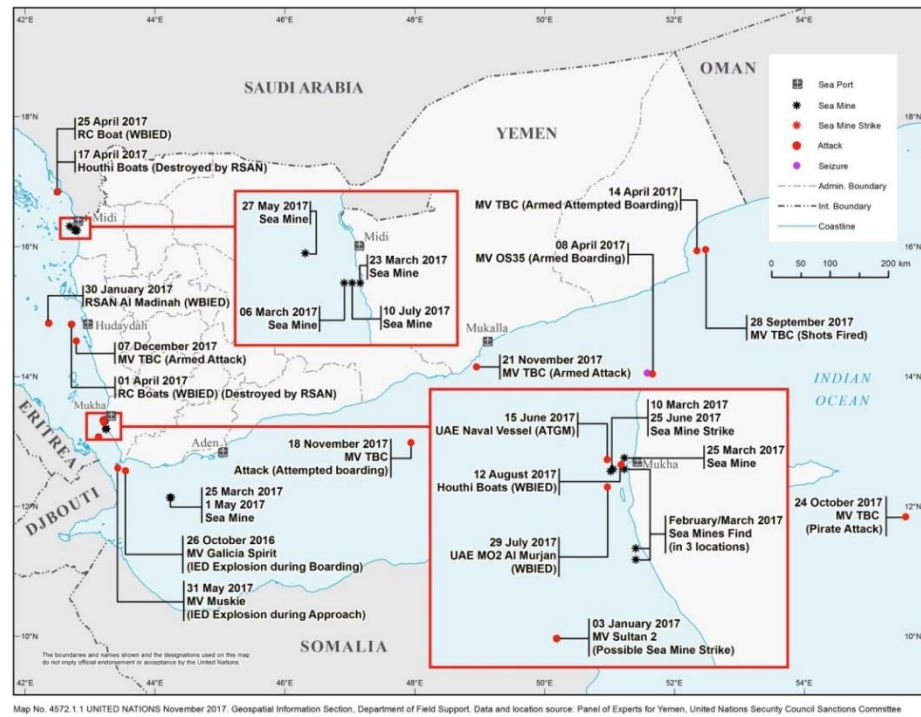 42°E
44°E
46°E
48°E
50°E
52°E
54°E
SAUDI ARABIA
OMAN
YEMEN
18°N
18°N
16°N
16°N
14°N
14°N
12°N
12°N
10°N
10°N
Sea Port
Sea Mine
Sea Mine Strike
Attack
Seizure
Admin. Boundary
Int. Boundary
Coastline
0 50 100 200
km
25 April 2017
RC Boat (WBIED)
17 April 2017
Houthi Boats (Destroyed by RSAN)
Midi
27 May 2017
Sea Mine
Midi
23 March 2017
Sea Mine
06 March 2017
Sea Mine
10 July 2017
Sea Mine
14 April 2017
MV TBC (Armed Attempted Boarding)
08 April 2017
MV OS35 (Armed Boarding)
28 September 2017
MV TBC (Shots Fired)
30 January 2017
RSAN Al Madinah (WBIED)
Hudaydah
07 December 2017
MV TBC (Armed Attack)
01 April 2017
RC Boats (WBIED) (Destroyed by RSAN)
Mukalla
21 November 2017
MV TBC (Armed Attack)
INDIAN
OCEAN
Mukha
ERITREA
DJIBOUTI
Aden
18 November 2017
MV TBC
Attack (Attempted boarding)
25 March 2017
1 May 2017
Sea Mine
26 October 2016
MV Galicia Spirit
(IED Explosion during Boarding)
31 May 2017
MV Muskie
(IED Explosion during Approach)
SOMALIA
15 June 2017
UAE Naval Vessel (ATGM)
10 March 2017
25 June 2017
Sea Mine Strike
25 March 2017
Sea Mine
Mukha
12 August 2017
Houthi Boats (WBIED)
29 July 2017
UAE MO2 Al Murjan
(WBIED)
February/March 2017
Sea Mines Find
(in 3 locations)
03 January 2017
MV Sultan 2
(Possible Sea Mine Strike)
24 October 2017
MV TBC
(Pirate Attack)
The boundaries and names shown and the designations used on this map
do not imply official endorsement or acceptance by the United Nations.
42°E
44°E
46°E
48°E
50°E
52°E
54°E
Map No. 4572.1.1 UNITED NATIONS November 2017. Geospatial Information Section, Department of Field Support. Data and location source: Panel of Experts for Yemen, United Nations Security Council Sanctions Committee